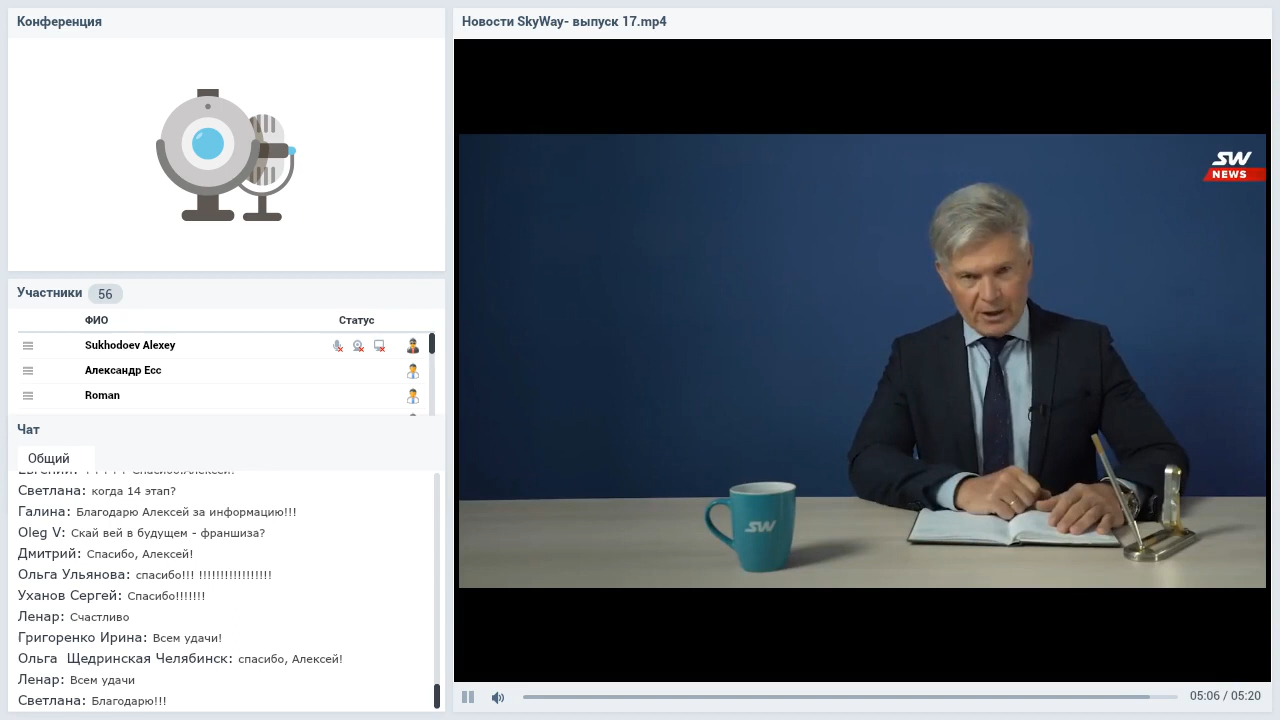 Конференция
Новости SkyWay- выпуск 17.mp4
SW
NEWS
SW
Участники 56
ФИО Статус
Sukhodoev Alexey
Александр Есс
Roman
Чат
Общий
Светлана: когда 14 этап?
Галина: Благодарю Алексей за информацию!!!
Oleg V: Скай вей в будущем - франшиза?
Дмитрий: Спасибо, Алексей!
Ольга Ульянова: спасибо!!! !!!!!!!!!!!!!!!!!
Уханов Сергей: Спасибо!!!!!!!
Ленар: Счастливо
Григоренко Ирина: Всем удачи!
Ольга  Щедринская Челябинск: спасибо, Алексей!
Ленар: Всем удачи
Светлана: Благодарю!!!
05:06 / 05:20